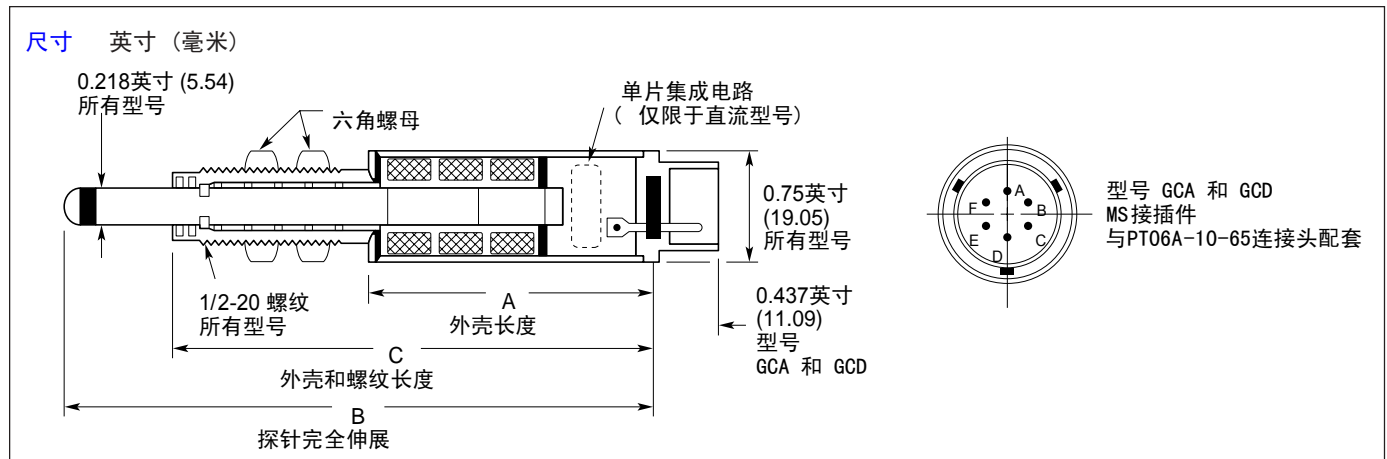 尺寸 英寸 (毫米)
0.218英寸 (5.54)
所有型号
六角螺母
单片集成电路
( 仅限于直流型号)
0.75英寸
(19.05)
所有型号
1/2-20 螺纹
所有型号
A
外壳长度
0.437英寸
(11.09)
型号
GCA 和 GCD
C
外壳和螺纹长度
B
探针完全伸展
A
F
B
E
C
D
型号 GCA 和 GCD
MS接插件
与PT06A-10-65连接头配套